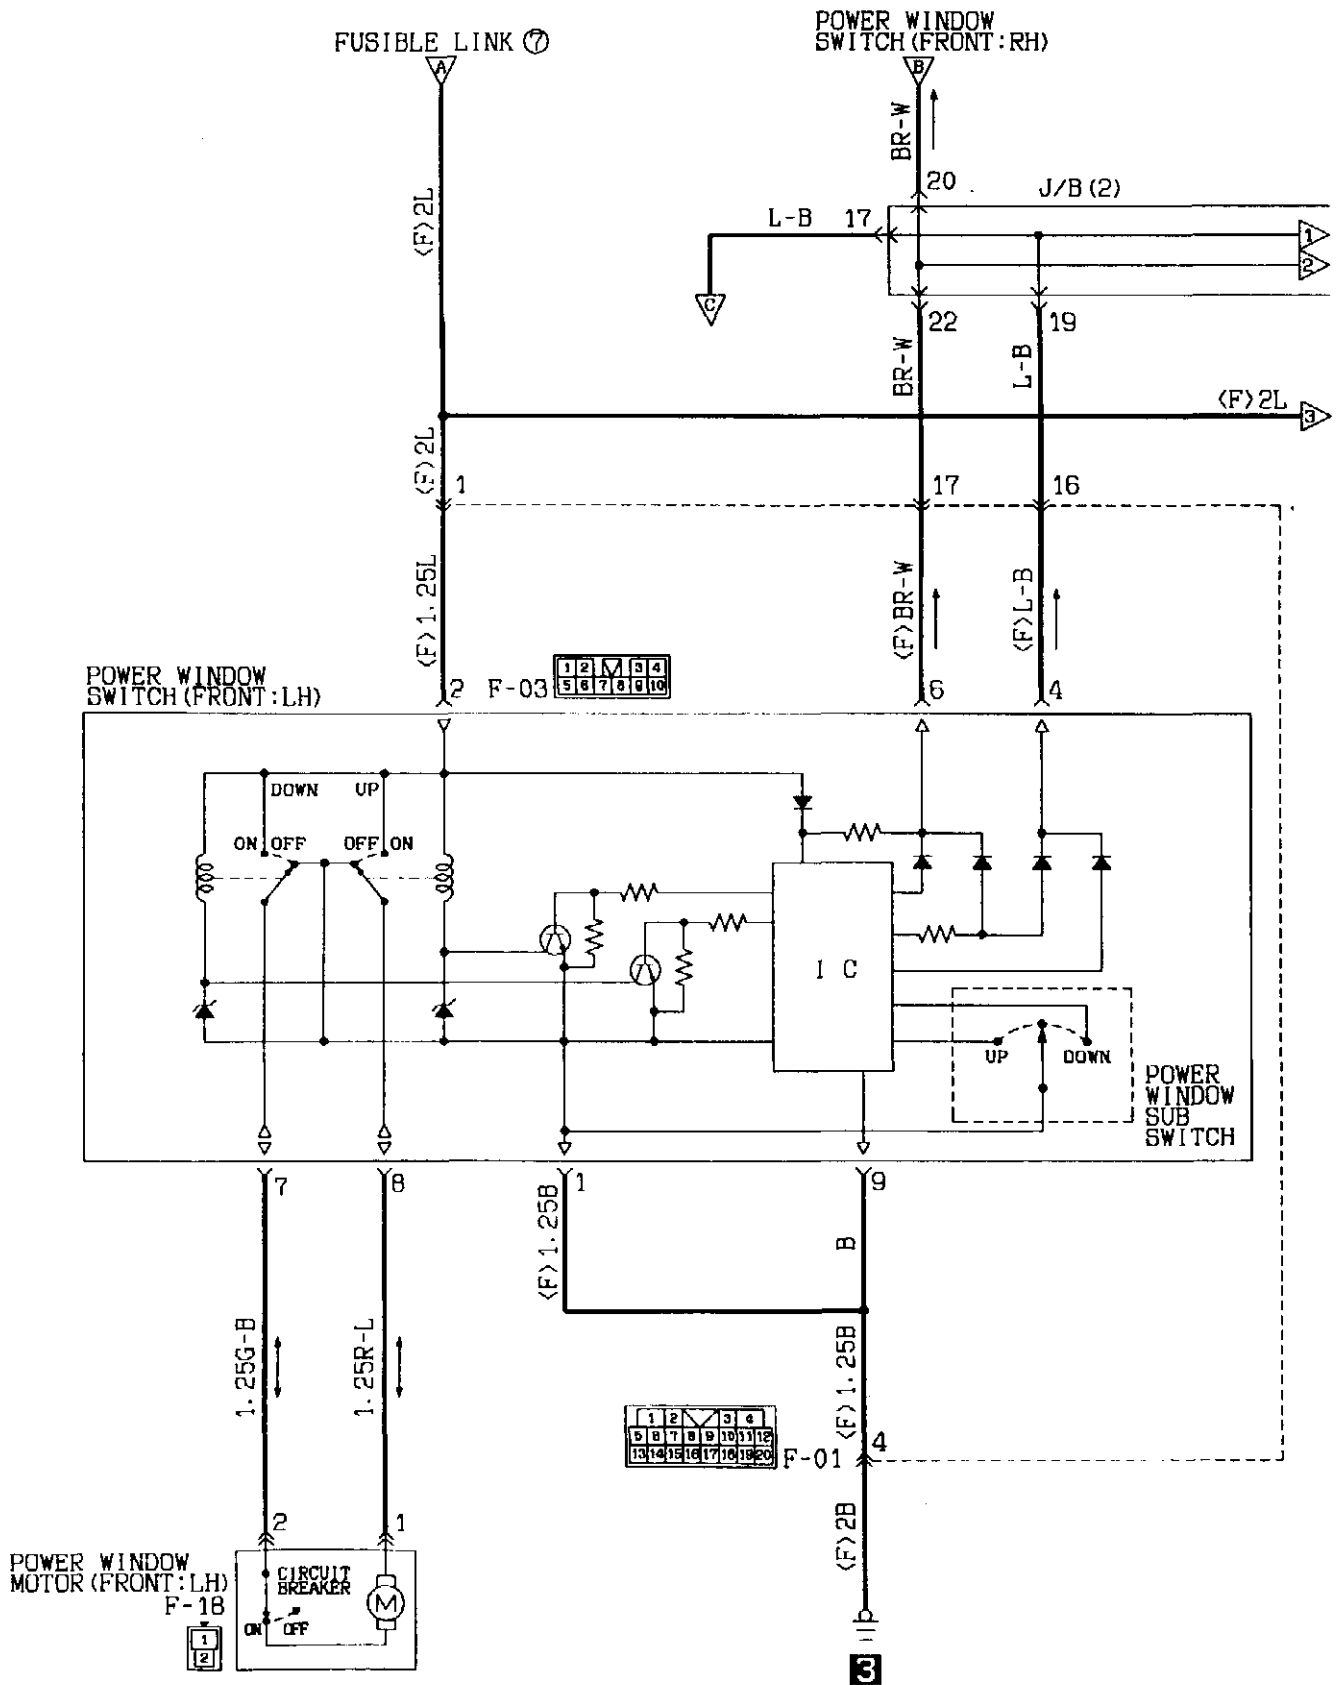 POWER WINDOW
SWITCH(FRONT:RH)
FUSIBLE LINK ⑦
A
B
BR-W
20
J/B(2)
(F)2L
L-B 17
1
2
C
22
19
BR-W
L-B
(F)2L
3
(F)2L
1
17
16
(F)1.25L
(F)BR-W
(F)L-B
POWER WINDOW
SWITCH(FRONT:LH)
2
F-03
1 2 3 4
5 6 7 8 9 10
6
4
DOWN UP
ON OFF OFF ON
IC
UP DOWN
POWER
WINDOW
SUB
SWITCH
7
8
1
9
(F)1.25B
B
1.25G-B
1.25R-L
(F)1.25B
1 2 3 4
5 6 7 8 9 10 11 12
13 14 15 16 17 18 19 20
F-01
4
2
1
(F)2B
POWER WINDOW
MOTOR(FRONT:LH)
F-18
1
2
CIRCUIT
BREAKER
M
ON OFF
3